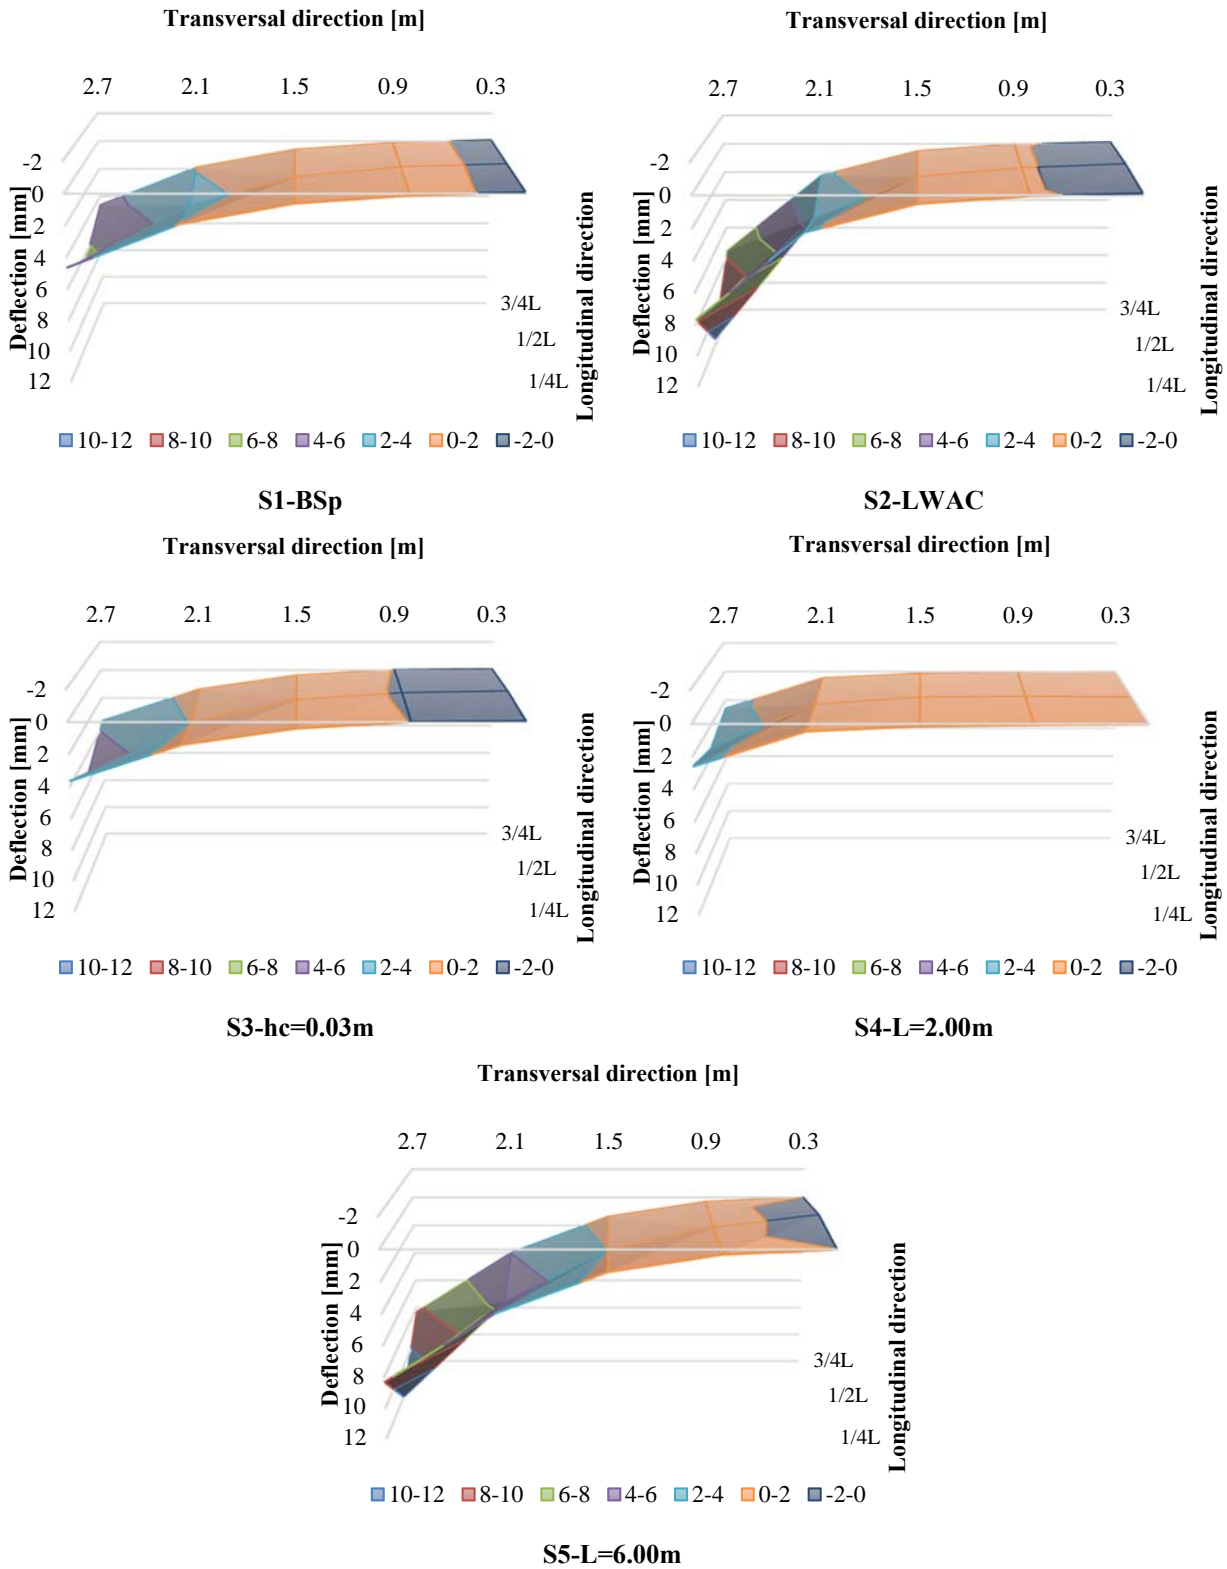 Transversal direction [m]
2.7 2.1 1.5 0.9 0.3
-2
0
2
4
6
8
10
12
Deflection [mm]
3/4L
1/2L
1/4L
Longitudinal direction
10-12 8-10 6-8 4-6 2-4 0-2 -2-0
S1-BSp
Transversal direction [m]
2.7 2.1 1.5 0.9 0.3
-2
0
2
4
6
8
10
12
Deflection [mm]
3/4L
1/2L
1/4L
Longitudinal direction
10-12 8-10 6-8 4-6 2-4 0-2 -2-0
S2-LWAC
Transversal direction [m]
2.7 2.1 1.5 0.9 0.3
-2
0
2
4
6
8
10
12
Deflection [mm]
3/4L
1/2L
1/4L
Longitudinal direction
10-12 8-10 6-8 4-6 2-4 0-2 -2-0
S3-hc=0.03m
Transversal direction [m]
2.7 2.1 1.5 0.9 0.3
-2
0
2
4
6
8
10
12
Deflection [mm]
3/4L
1/2L
1/4L
Longitudinal direction
10-12 8-10 6-8 4-6 2-4 0-2 -2-0
S4-L=2.00m
Transversal direction [m]
2.7 2.1 1.5 0.9 0.3
-2
0
2
4
6
8
10
12
Deflection [mm]
3/4L
1/2L
1/4L
Longitudinal direction
10-12 8-10 6-8 4-6 2-4 0-2 -2-0
S5-L=6.00m